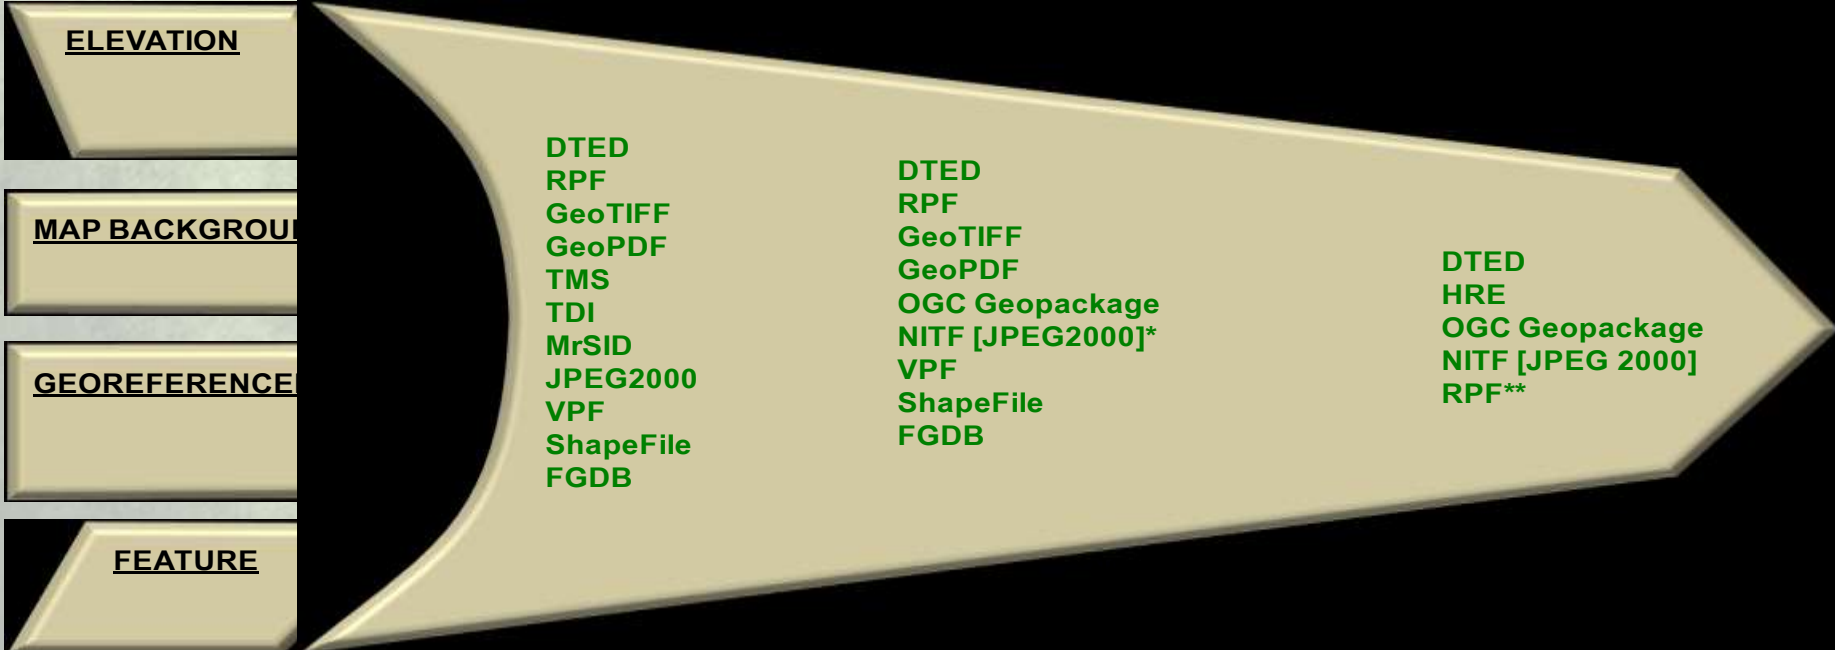 ELEVATION
MAP BACKGROU
GEOREFERENCE
FEATURE
DTED
RPF
GeoTIFF
GeoPDF
TMS
TDI
MrSID
JPEG2000
VPF
ShapeFile
FGDB
DTED
RPF
GeoTIFF
GeoPDF
OGC Geopackage
NITF [JPEG2000]*
VPF
ShapeFile
FGDB
DTED
HRE
OGC Geopackage
NITF [JPEG 2000]
RPF**